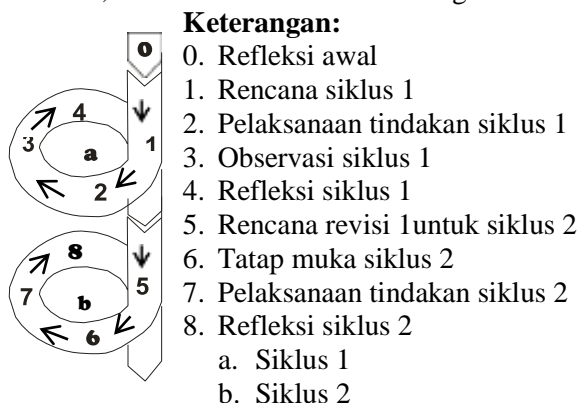 Keterangan:
0. Refleksi awal
1. Rencana siklus 1
2. Pelaksanaan tindakan siklus 1
3. Observasi siklus 1
4. Refleksi siklus 1
5. Rencana revisi 1untuk siklus 2
6. Tatap muka siklus 2
7. Pelaksanaan tindakan siklus 2
8. Refleksi siklus 2
a. Siklus 1
b. Siklus 2
0
4
3
a
1
2
8
7
b
5
6